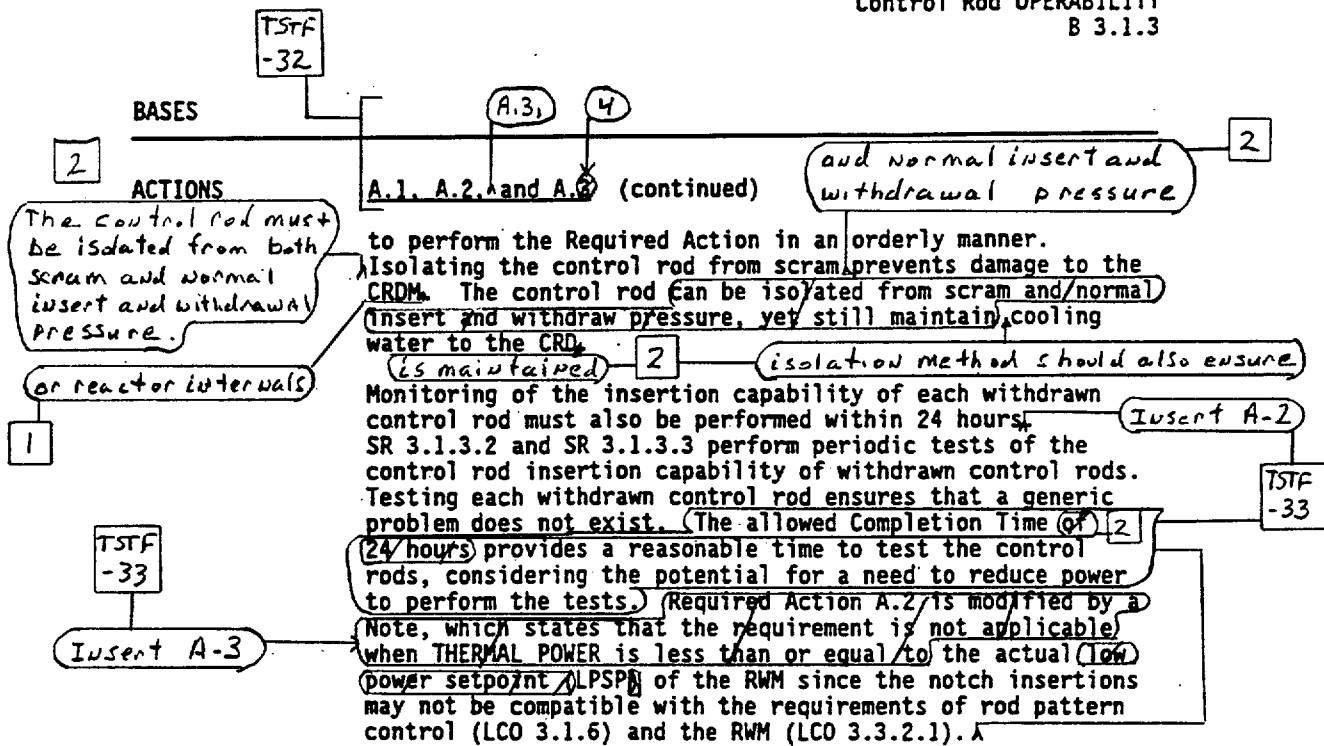 Control Rod OPERABILITY
B 3.1.3
TSTF
-32
BASES
A.3,
4
2
ACTIONS
A.1, A.2, and A.3 (continued)
and normal insert and
withdrawal pressure
2
The control rod must
be isolated from both
scram and normal
insert and withdrawal
pressure.
to perform the Required Action in an orderly manner.
Isolating the control rod from scram prevents damage to the
CRDM. The control rod can be isolated from scram and normal
insert and withdraw pressure, yet still maintain cooling
water to the CRD.
is maintained
2
isolation method should also ensure
or reactor internals
1
Monitoring of the insertion capability of each withdrawn
control rod must also be performed within 24 hours.
Insert A-2
SR 3.1.3.2 and SR 3.1.3.3 perform periodic tests of the
control rod insertion capability of withdrawn control rods.
Testing each withdrawn control rod ensures that a generic
problem does not exist. The allowed Completion Time of
2
TSTF
-33
24 hours provides a reasonable time to test the control
rods, considering the potential for a need to reduce power
to perform the tests. Required Action A.2 is modified by a
TSTF
-33
Insert A-3
Note, which states that the requirement is not applicable
when THERMAL POWER is less than or equal to the actual low
power setpoint (LPSP) of the RWM since the notch insertions
may not be compatible with the requirements of rod pattern
control (LCO 3.1.6) and the RWM (LCO 3.3.2.1).